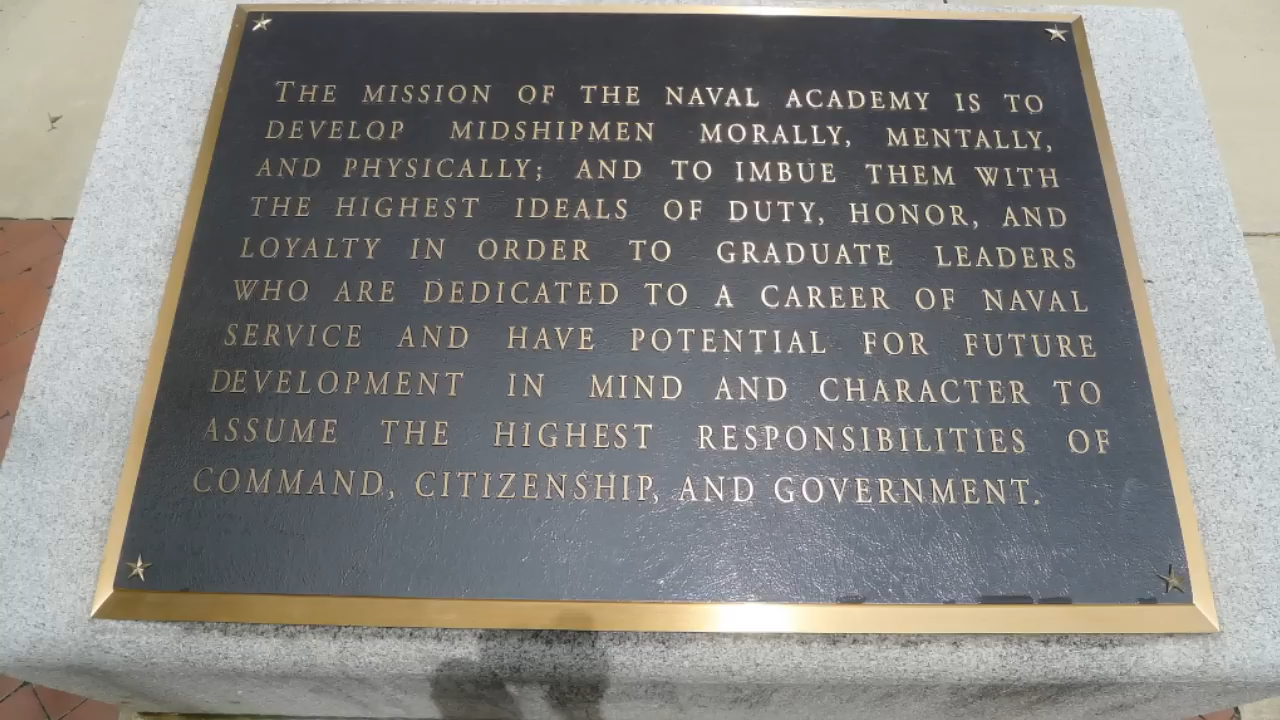 THE MISSION OF THE NAVAL ACADEMY IS TO
DEVELOP MIDSHIPMEN MORALLY, MENTALLY,
AND PHYSICALLY; AND TO IMBUE THEM WITH
THE HIGHEST IDEALS OF DUTY, HONOR, AND
LOYALTY IN ORDER TO GRADUATE LEADERS
WHO ARE DEDICATED TO A CAREER OF NAVAL
SERVICE AND HAVE POTENTIAL FOR FUTURE
DEVELOPMENT IN MIND AND CHARACTER TO
ASSUME THE HIGHEST RESPONSIBILITIES OF
COMMAND, CITIZENSHIP, AND GOVERNMENT.